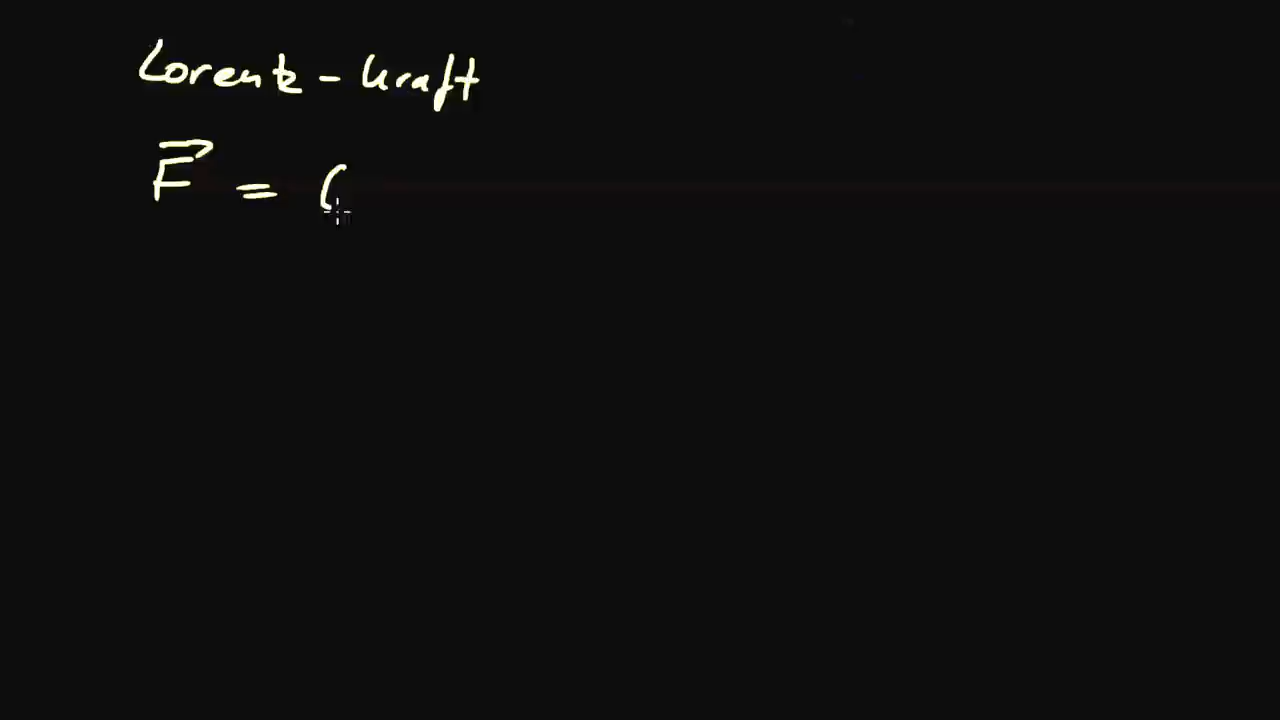 Lorentz-Kraft
F⃗ = (